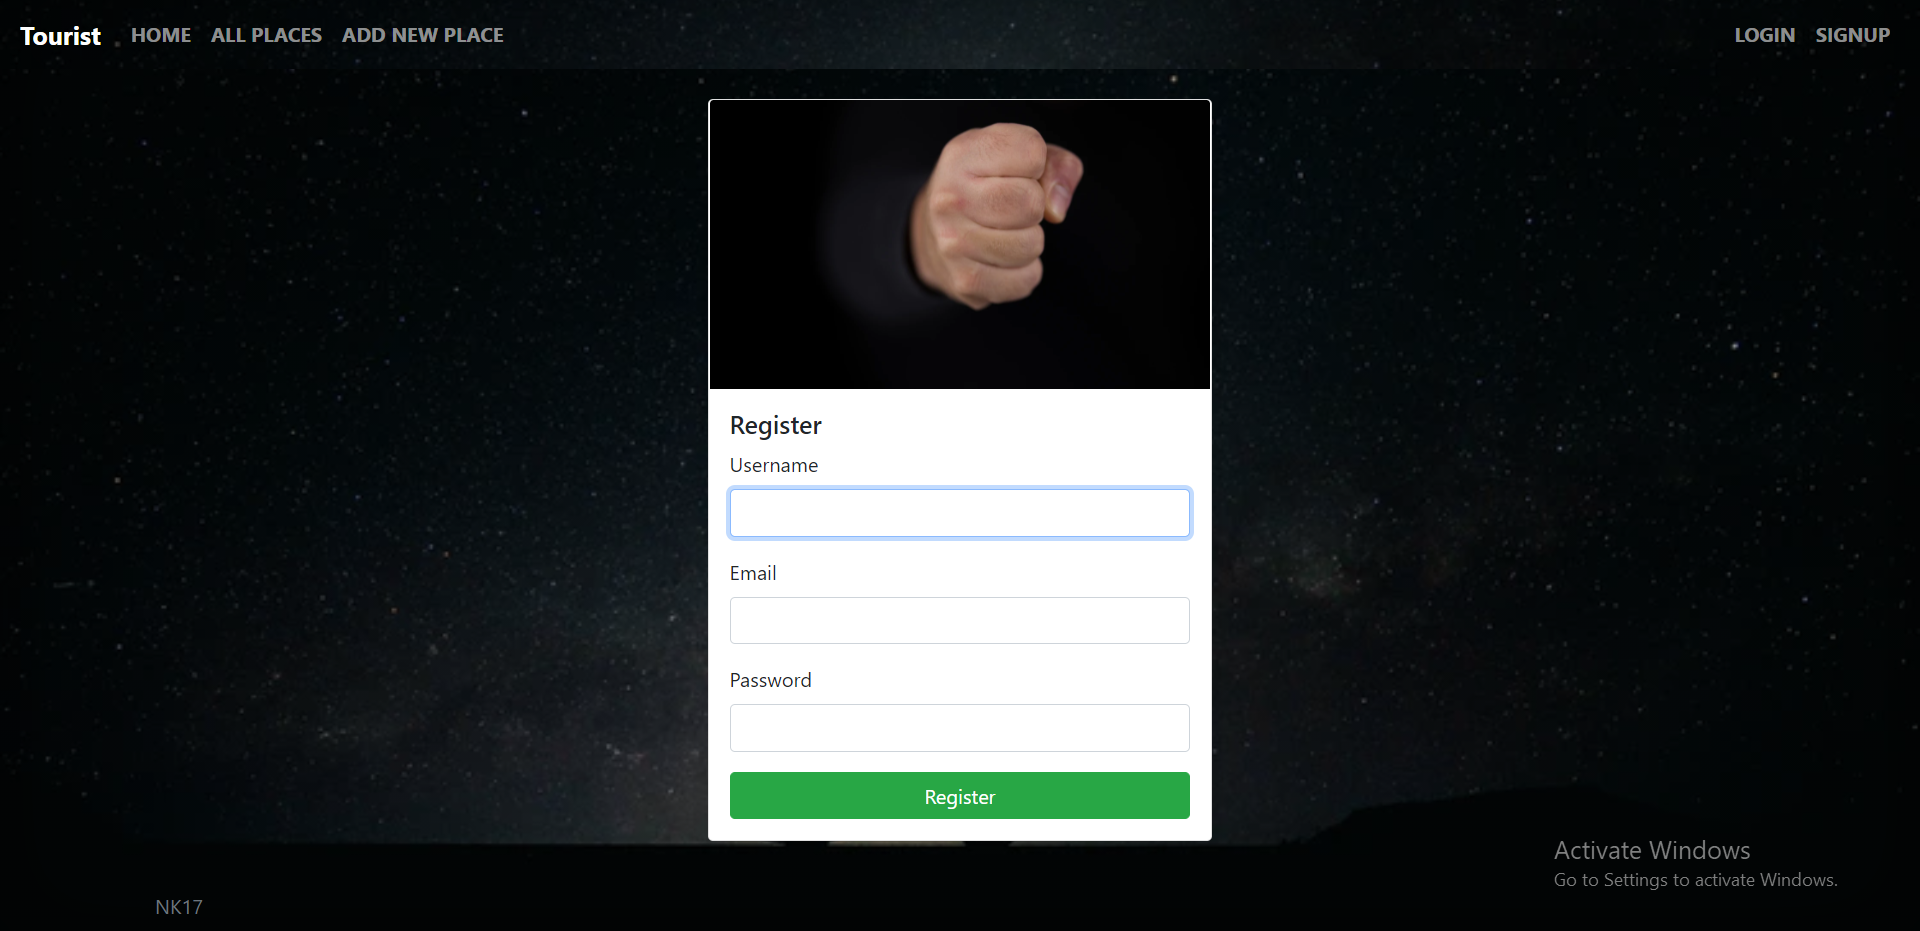 Tourist HOME ALL PLACES ADD NEW PLACE LOGIN SIGNUP
Register
Username
Email
Password
Register
Activate Windows
Go to Settings to activate Windows.
NK17